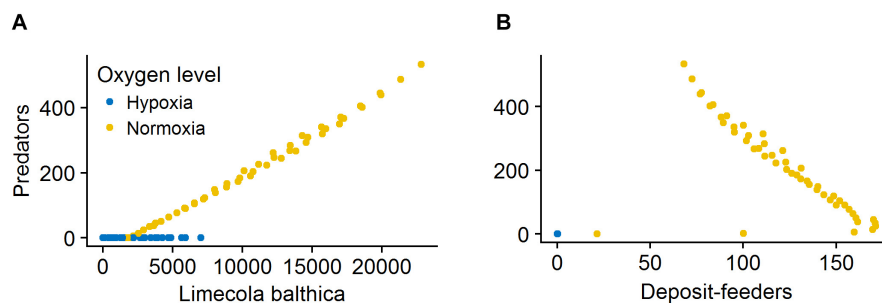 A
B
Oxygen level
Hypoxia
Normoxia
Predators
400
200
0
0
5000
10000
15000
20000
Limecola balthica
400
200
0
0
50
100
150
Deposit-feeders